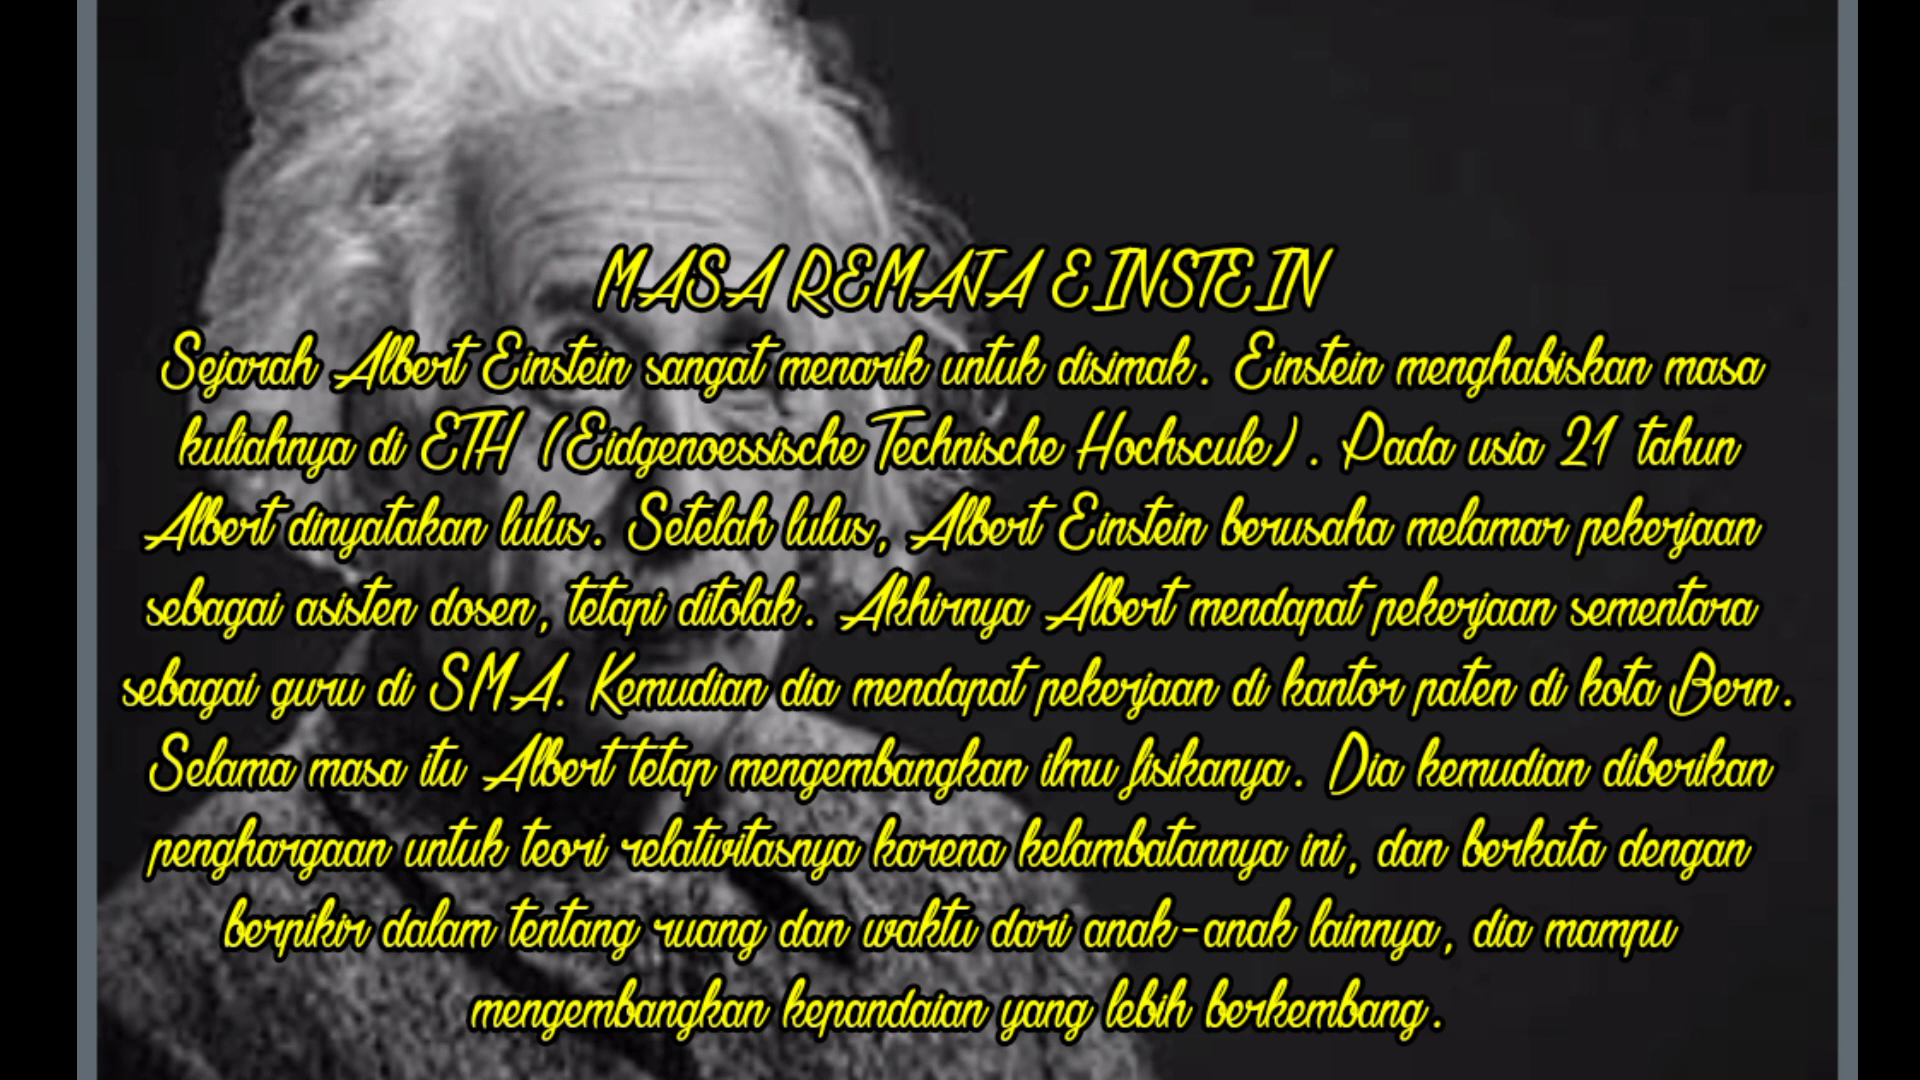 MASA REMAJA EINSTEIN
Sejarah Albert Einstein sangat menarik untuk disimak. Einstein menghabiskan masa
kuliahnya di ETH (Eidgenoessische Technische Hochscule). Pada usia 21 tahun
Albert dinyatakan lulus. Setelah lulus, Albert Einstein berusaha melamar pekerjaan
sebagai asisten dosen, tetapi ditolak. Akhirnya Albert mendapat pekerjaan sementara
sebagai guru di SMA. Kemudian dia mendapat pekerjaan di kantor paten di kota Bern.
Selama masa itu Albert tetap mengembangkan ilmu fisikanya. Dia kemudian diberikan
penghargaan untuk teori relativitasnya karena kelambatannya ini, dan berkata dengan
berpikir dalam tentang ruang dan waktu dari anak-anak lainnya, dia mampu
mengembangkan kepandaian yang lebih berkembang.